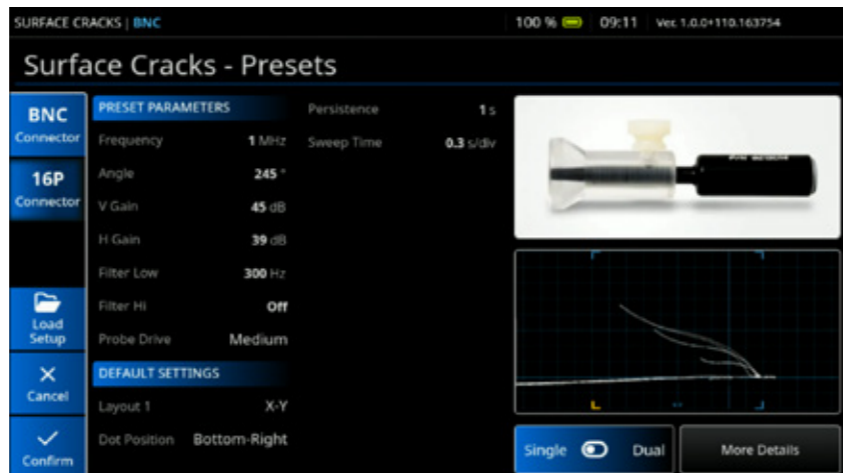 SURFACE CRACKS | BNC
100 % 09:11 Ver. 1.0.0+110.163754
Surface Cracks - Presets
BNC
Connector
16P
Connector
Load
Setup
Cancel
Confirm
PRESET PARAMETERS
Frequency 1 MHz
Angle 245 °
V Gain 45 dB
H Gain 39 dB
Filter Low 300 Hz
Filter Hi Off
Probe Drive Medium
DEFAULT SETTINGS
Layout 1 X-Y
Dot Position Bottom-Right
Persistence 1 s
Sweep Time 0.3 s/div
Single Dual
More Details